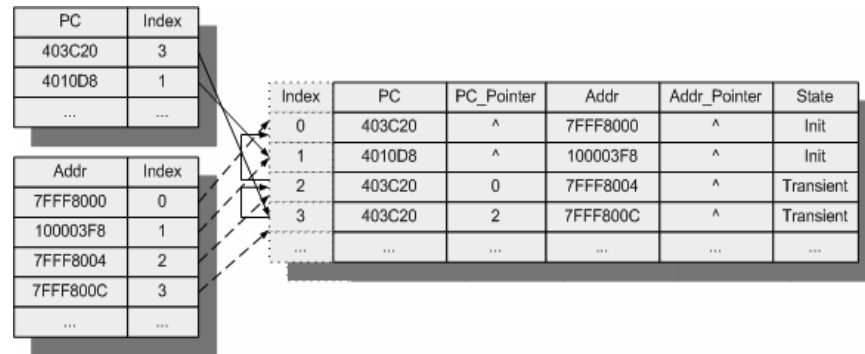 PC Index
403C20 3
4010D8 1
... ...
Addr Index
7FFF8000 0
100003F8 1
7FFF8004 2
7FFF800C 3
... ...
Index PC PC_Pointer Addr Addr_Pointer State
0 403C20 ^ 7FFF8000 ^ Init
1 4010D8 ^ 100003F8 ^ Init
2 403C20 0 7FFF8004 ^ Transient
3 403C20 2 7FFF800C ^ Transient
... ... ... ... ... ...